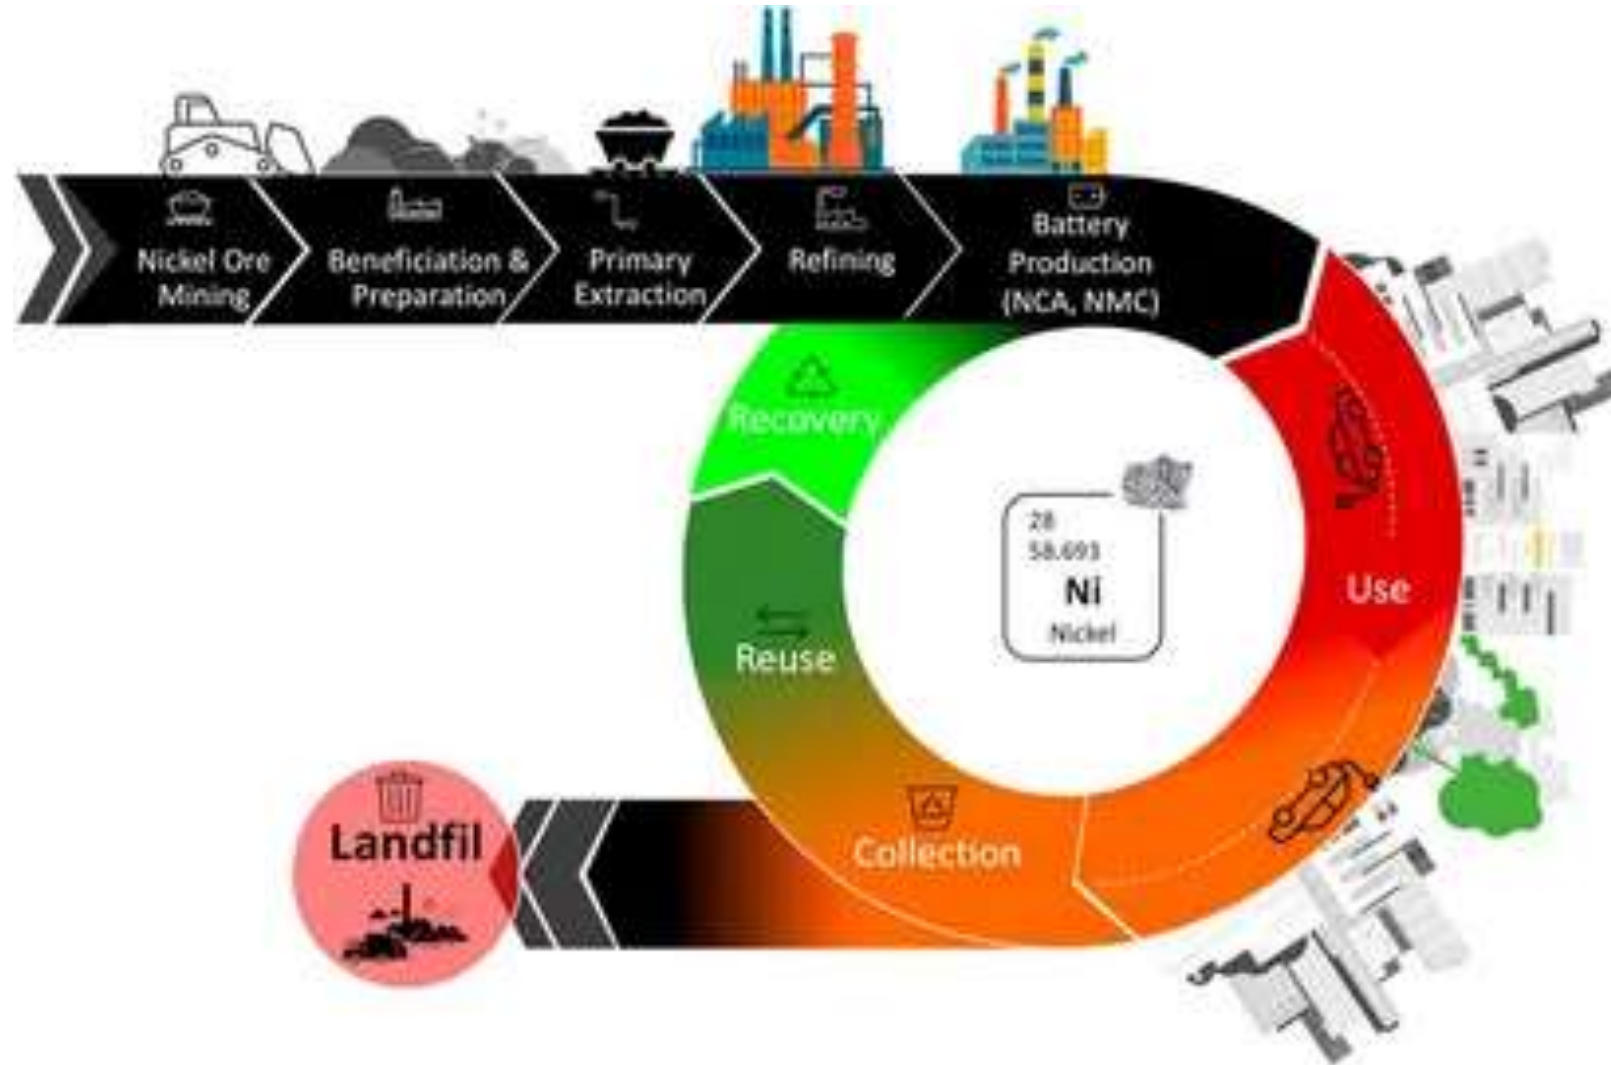 Nickel Ore
Mining
Beneficiation &
Preparation
Primary
Extraction
Refining
Battery
Production
(NCA, NMC)
Recovery
28
58.693
Ni
Nickel
Use
Reuse
Collection
Landfil